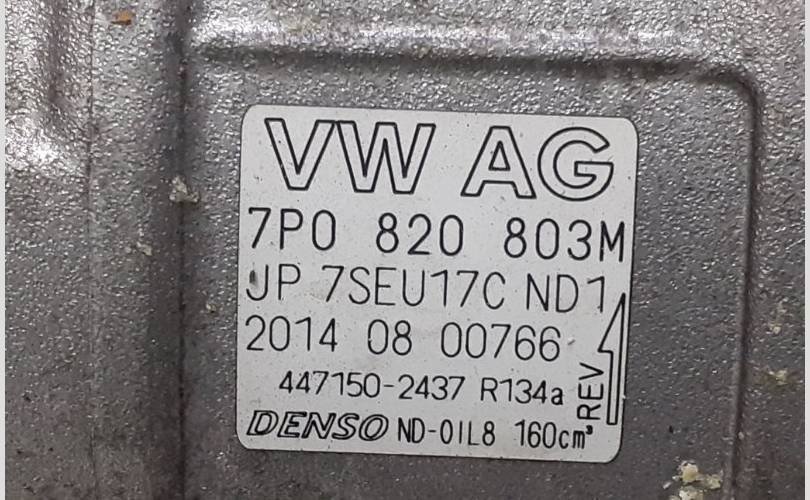 VW AG
7P0 820 803M
JP 7SEU17C ND1
2014 08 00766
447150-2437 R134a
REV
DENSO ND-OIL8 160cm³